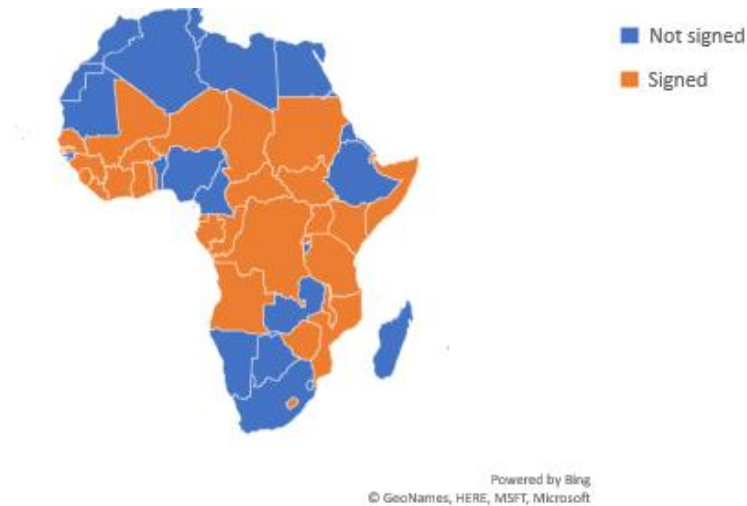 Not signed
Signed
Powered by Bing
© GeoNames, HERE, MSFT, Microsoft